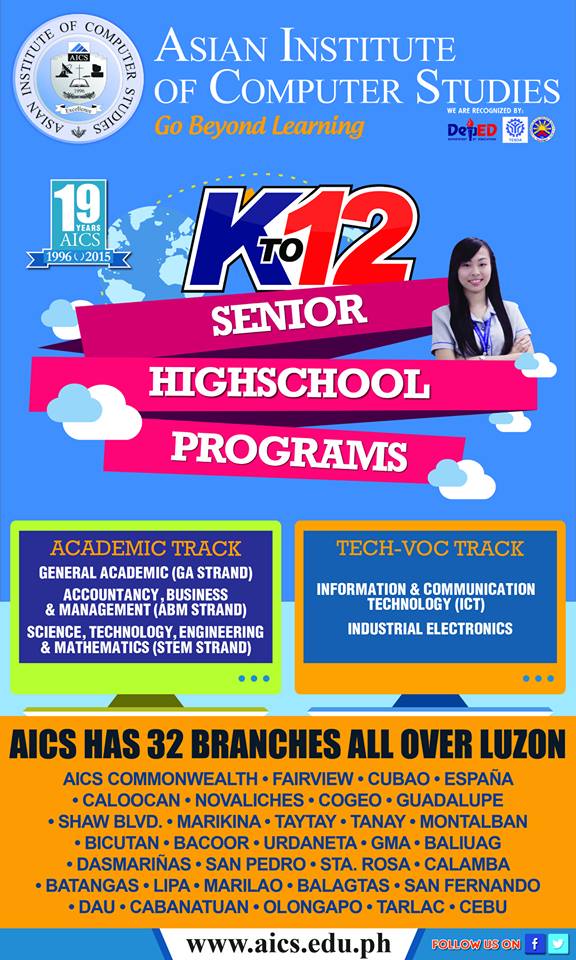 ASIAN INSTITUTE OF COMPUTER STUDIES
AICS
1996
Excellence
ASIAN INSTITUTE
OF COMPUTER STUDIES
Go Beyond Learning
WE ARE RECOGNIZED BY:
DepED
DEPARTMENT OF EDUCATION
TESDA
19
YEARS
AICS
1996 2015
K TO 12
SENIOR
HIGHSCHOOL
PROGRAMS
ACADEMIC TRACK
GENERAL ACADEMIC (GA STRAND)
ACCOUNTANCY, BUSINESS
& MANAGEMENT (ABM STRAND)
SCIENCE, TECHNOLOGY, ENGINEERING
& MATHEMATICS (STEM STRAND)
TECH-VOC TRACK
INFORMATION & COMMUNICATION
TECHNOLOGY (ICT)
INDUSTRIAL ELECTRONICS
AICS HAS 32 BRANCHES ALL OVER LUZON
AICS COMMONWEALTH • FAIRVIEW • CUBAO • ESPAÑA
• CALOOCAN • NOVALICHES • COGEO • GUADALUPE
• SHAW BLVD. • MARIKINA • TAYTAY • TANAY • MONTALBAN
• BICUTAN • BACOOR • URDANETA • GMA • BALIUAG
• DASMARIÑAS • SAN PEDRO • STA. ROSA • CALAMBA
• BATANGAS • LIPA • MARILAO • BALAGTAS • SAN FERNANDO
• DAU • CABANATUAN • OLONGAPO • TARLAC • CEBU
www.aics.edu.ph
FOLLOW US ON